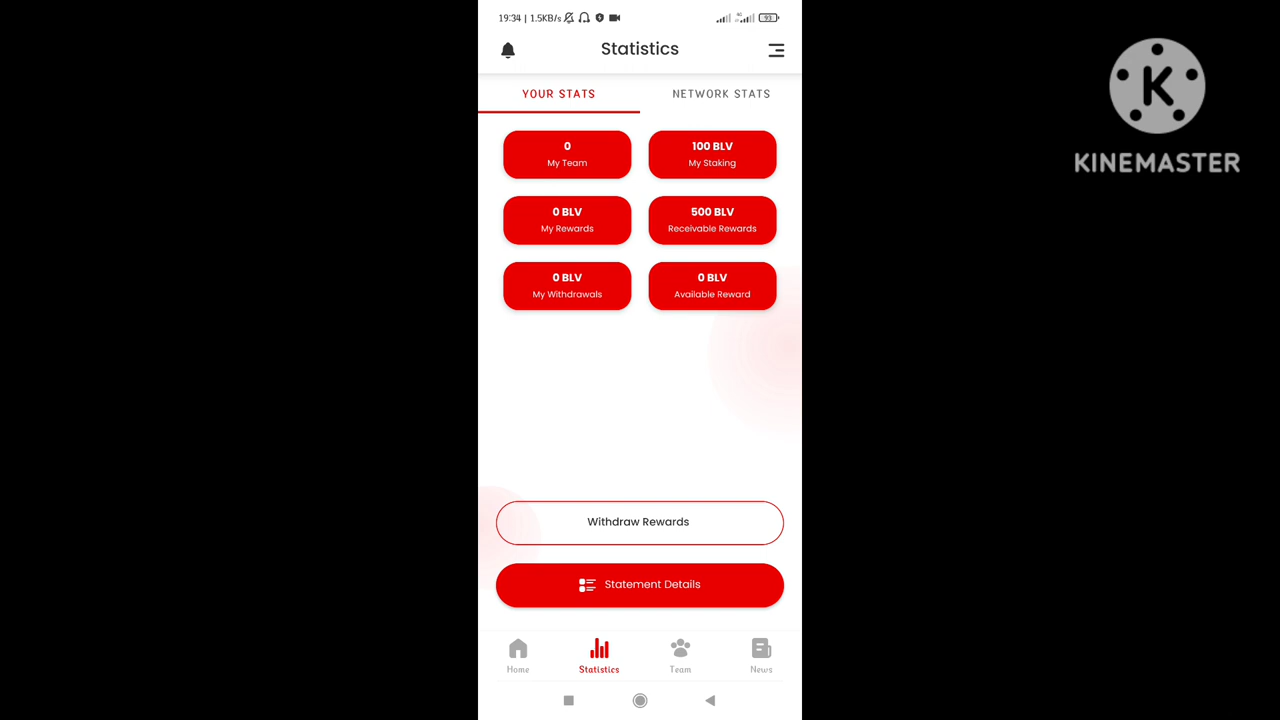 19:34 | 1.5KB/s 4G 93
Statistics
YOUR STATS NETWORK STATS
0
My Team
100 BLV
My Staking
0 BLV
My Rewards
500 BLV
Receivable Rewards
0 BLV
My Withdrawals
0 BLV
Available Reward
Withdraw Rewards
Statement Details
Home Statistics Team News
K
KINEMASTER